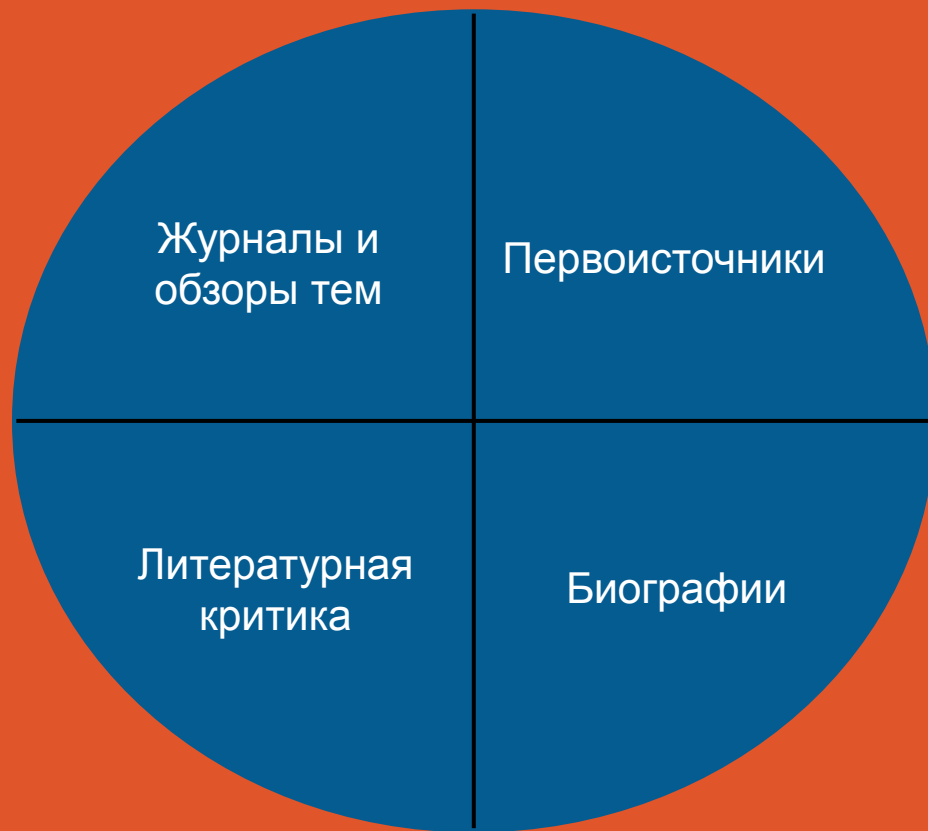 Журналы и
обзоры тем
Первоисточники
Литературная
критика
Биографии